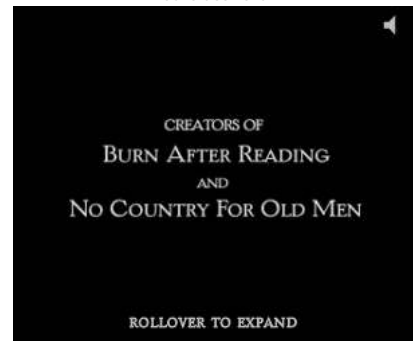 CREATORS OF
BURN AFTER READING
AND
NO COUNTRY FOR OLD MEN
ROLLOVER TO EXPAND